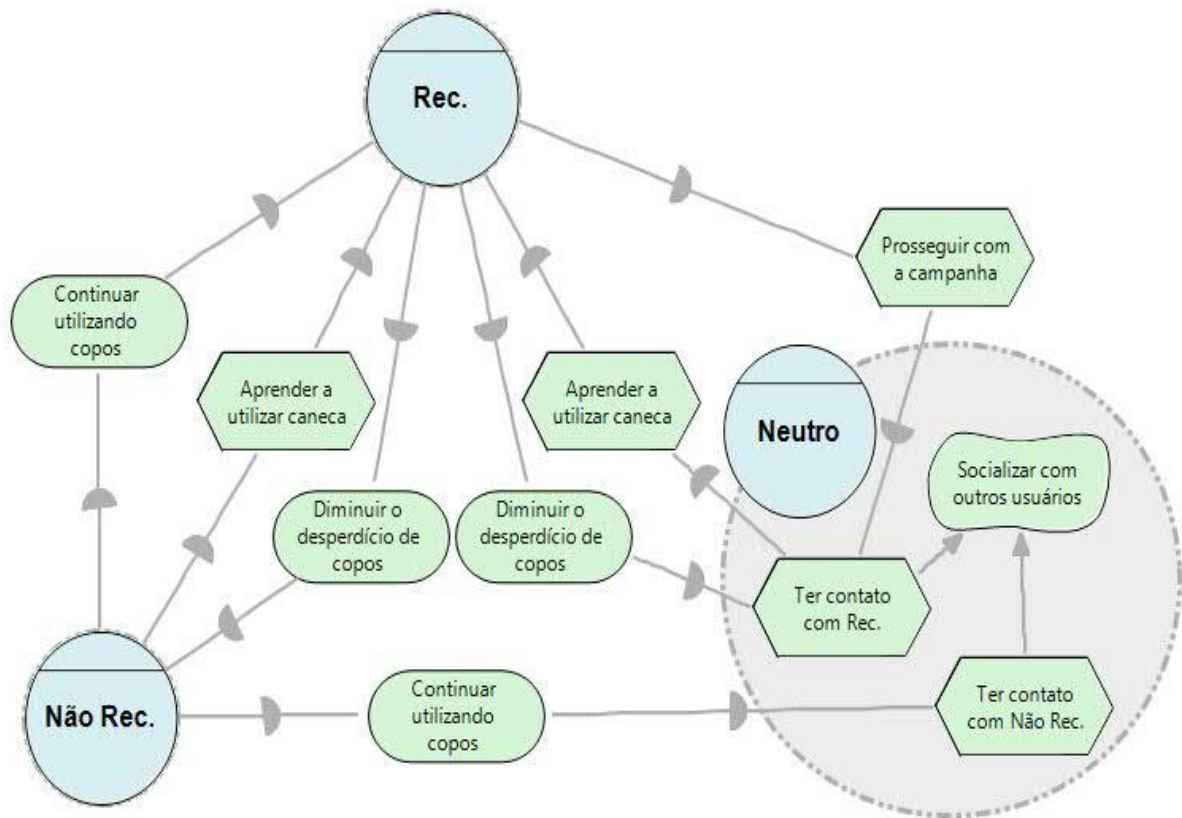 Rec.
Prosseguir com
a campanha
Continuar
utilizando
copos
Aprender a
utilizar caneca
Aprender a
utilizar caneca
Neutro
Socializar com
outros usuários
Diminuir o
desperdício de
copos
Diminuir o
desperdício de
copos
Ter contato
com Rec.
Não Rec.
Continuar
utilizando
copos
Ter contato
com Não Rec.